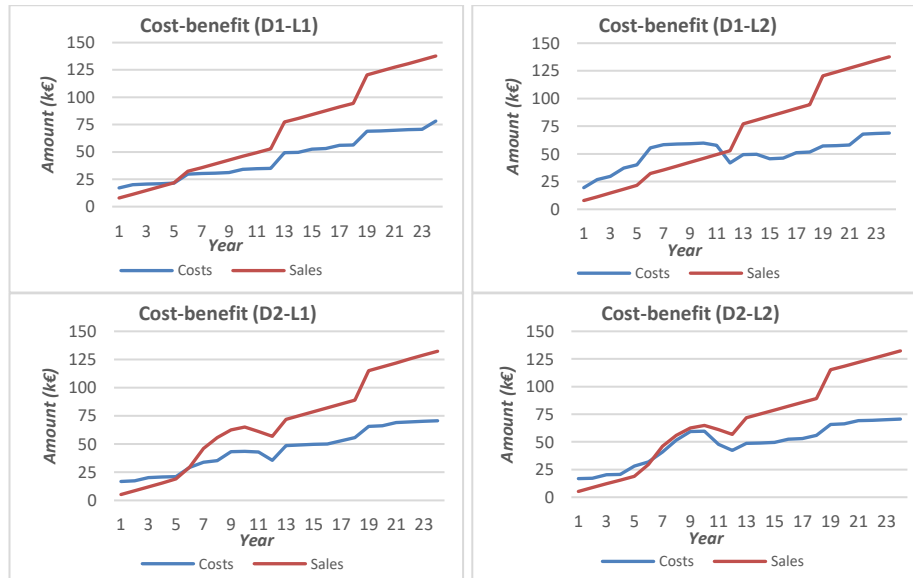 Cost-benefit (D1-L1)
150
125
100
75
50
25
0
Amount (k€)
1 3 5 7 9 11 13 15 17 19 21 23
Year
Costs Sales
Cost-benefit (D1-L2)
150
125
100
75
50
25
0
Amount (k€)
1 3 5 7 9 11 13 15 17 19 21 23
Year
Costs Sales
Cost-benefit (D2-L1)
150
125
100
75
50
25
0
Amount (k€)
1 3 5 7 9 11 13 15 17 19 21 23
Year
Costs Sales
Cost-benefit (D2-L2)
150
125
100
75
50
25
0
Amount (k€)
1 3 5 7 9 11 13 15 17 19 21 23
Year
Costs Sales